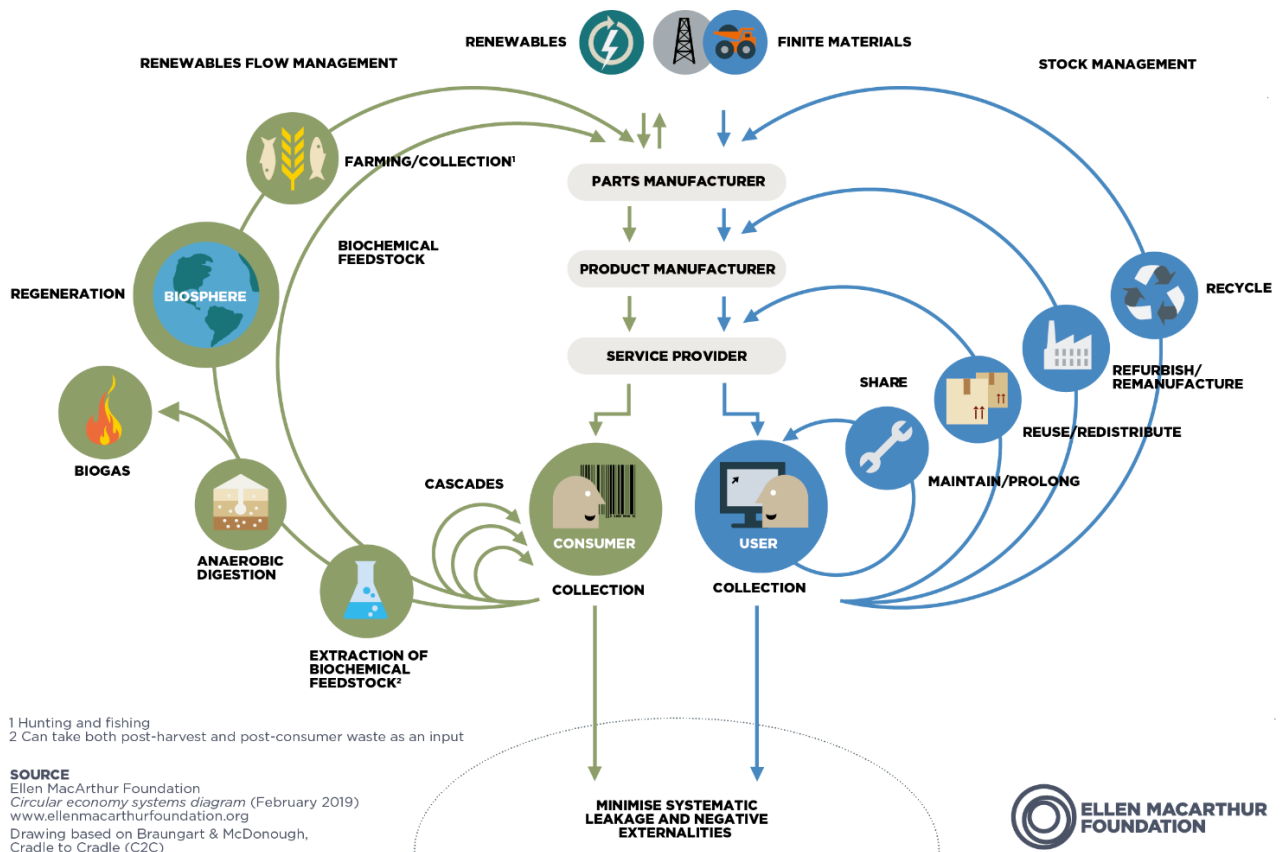 RENEWABLES
FINITE MATERIALS
RENEWABLES FLOW MANAGEMENT
STOCK MANAGEMENT
FARMING/COLLECTION¹
PARTS MANUFACTURER
BIOCHEMICAL
FEEDSTOCK
PRODUCT MANUFACTURER
REGENERATION
BIOSPHERE
RECYCLE
SERVICE PROVIDER
SHARE
REFURBISH/
REMANUFACTURE
REUSE/REDISTRIBUTE
BIOGAS
CASCADES
MAINTAIN/PROLONG
CONSUMER
USER
ANAEROBIC
DIGESTION
COLLECTION
COLLECTION
EXTRACTION OF
BIOCHEMICAL
FEEDSTOCK²
1 Hunting and fishing
2 Can take both post-harvest and post-consumer waste as an input
SOURCE
Ellen MacArthur Foundation
Circular economy systems diagram (February 2019)
www.ellenmacarthurfoundation.org
Drawing based on Braungart & McDonough,
Cradle to Cradle (C2C)
MINIMISE SYSTEMATIC
LEAKAGE AND NEGATIVE
EXTERNALITIES
ELLEN MACARTHUR
FOUNDATION